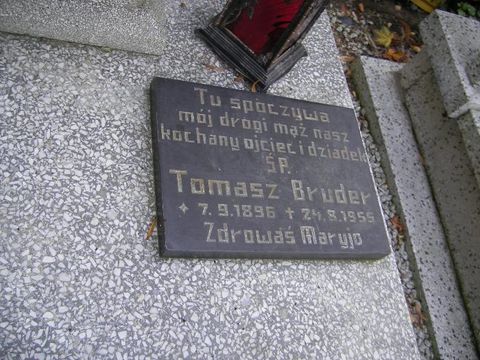 Tu spoczywa
mój drogi mąż nasz
kochany ojciec i dziadek
Ś.P.
Tomasz Bruder
+ 7.9.1896 + 24.9.1955
Zdrowaś Maryjo